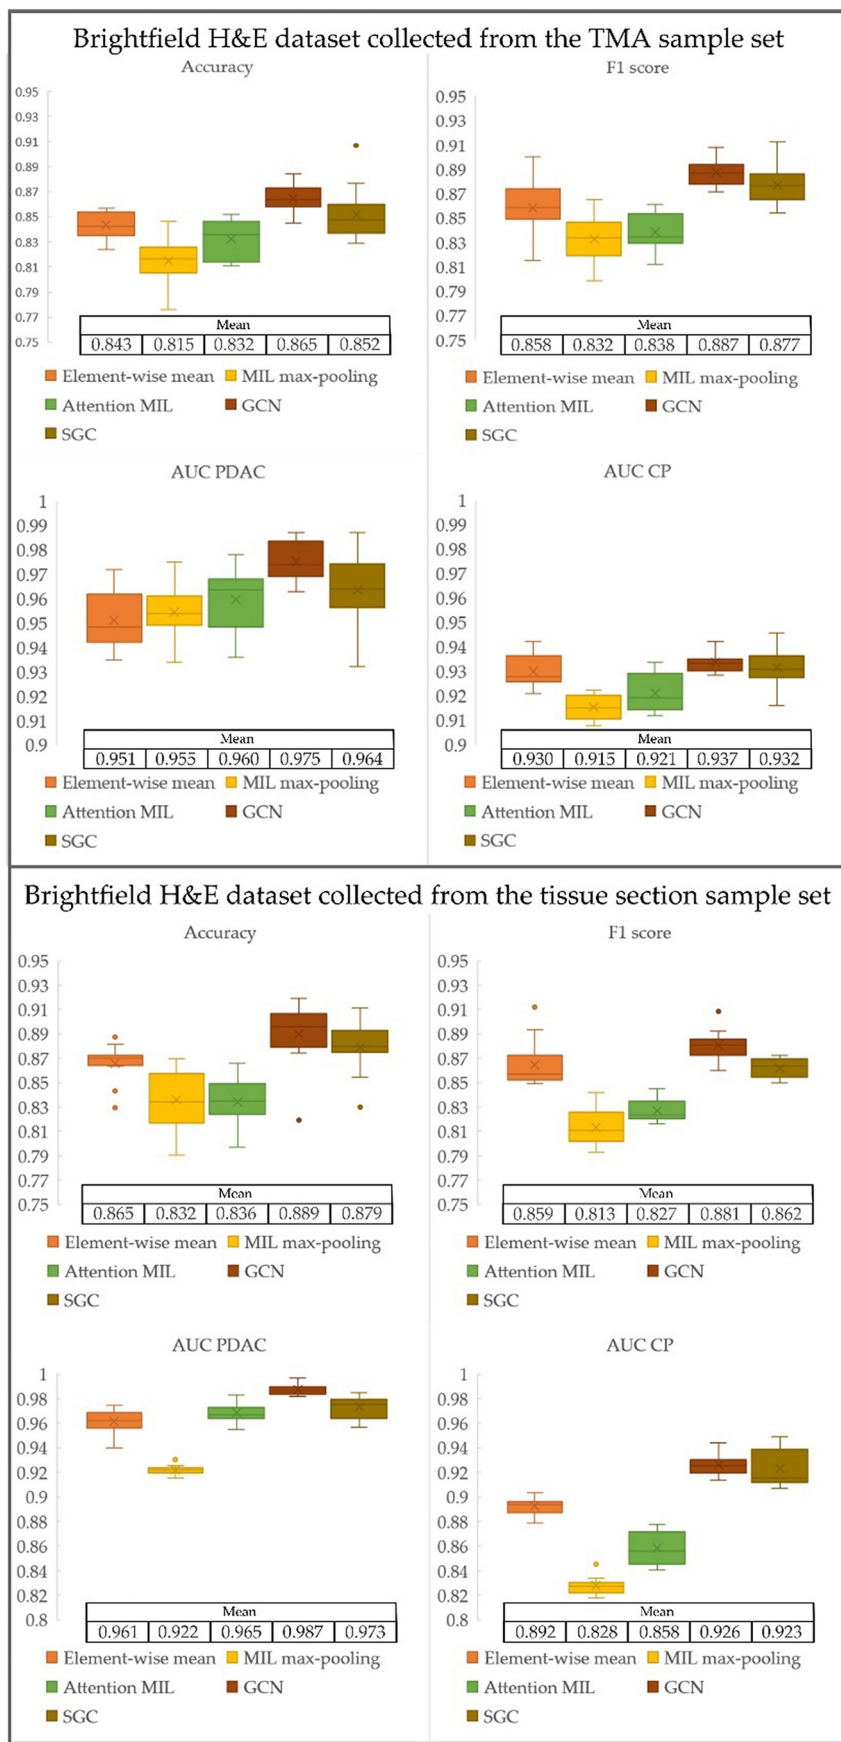 Brightfield H&E dataset collected from the TMA sample set
Accuracy
0.95
0.93
0.91
0.89
0.87
0.85
0.83
0.81
0.79
0.77
0.75
Mean
0.843 0.815 0.832 0.865 0.852
Element-wise mean MIL max-pooling
Attention MIL GCN
SGC
F1 score
0.95
0.93
0.91
0.89
0.87
0.85
0.83
0.81
0.79
0.77
0.75
Mean
0.858 0.832 0.838 0.887 0.877
Element-wise mean MIL max-pooling
Attention MIL GCN
SGC
AUC PDAC
1
0.99
0.98
0.97
0.96
0.95
0.94
0.93
0.92
0.91
0.9
Mean
0.951 0.955 0.960 0.975 0.964
Element-wise mean MIL max-pooling
Attention MIL GCN
SGC
AUC CP
1
0.99
0.98
0.97
0.96
0.95
0.94
0.93
0.92
0.91
0.9
Mean
0.930 0.915 0.921 0.937 0.932
Element-wise mean MIL max-pooling
Attention MIL GCN
SGC
Brightfield H&E dataset collected from the tissue section sample set
Accuracy
0.95
0.93
0.91
0.89
0.87
0.85
0.83
0.81
0.79
0.77
0.75
Mean
0.865 0.832 0.836 0.889 0.879
Element-wise mean MIL max-pooling
Attention MIL GCN
SGC
F1 score
0.95
0.93
0.91
0.89
0.87
0.85
0.83
0.81
0.79
0.77
0.75
Mean
0.859 0.813 0.827 0.881 0.862
Element-wise mean MIL max-pooling
Attention MIL GCN
SGC
AUC PDAC
1
0.98
0.96
0.94
0.92
0.9
0.88
0.86
0.84
0.82
0.8
Mean
0.961 0.922 0.965 0.987 0.973
Element-wise mean MIL max-pooling
Attention MIL GCN
SGC
AUC CP
1
0.98
0.96
0.94
0.92
0.9
0.88
0.86
0.84
0.82
0.8
Mean
0.892 0.828 0.858 0.926 0.923
Element-wise mean MIL max-pooling
Attention MIL GCN
SGC